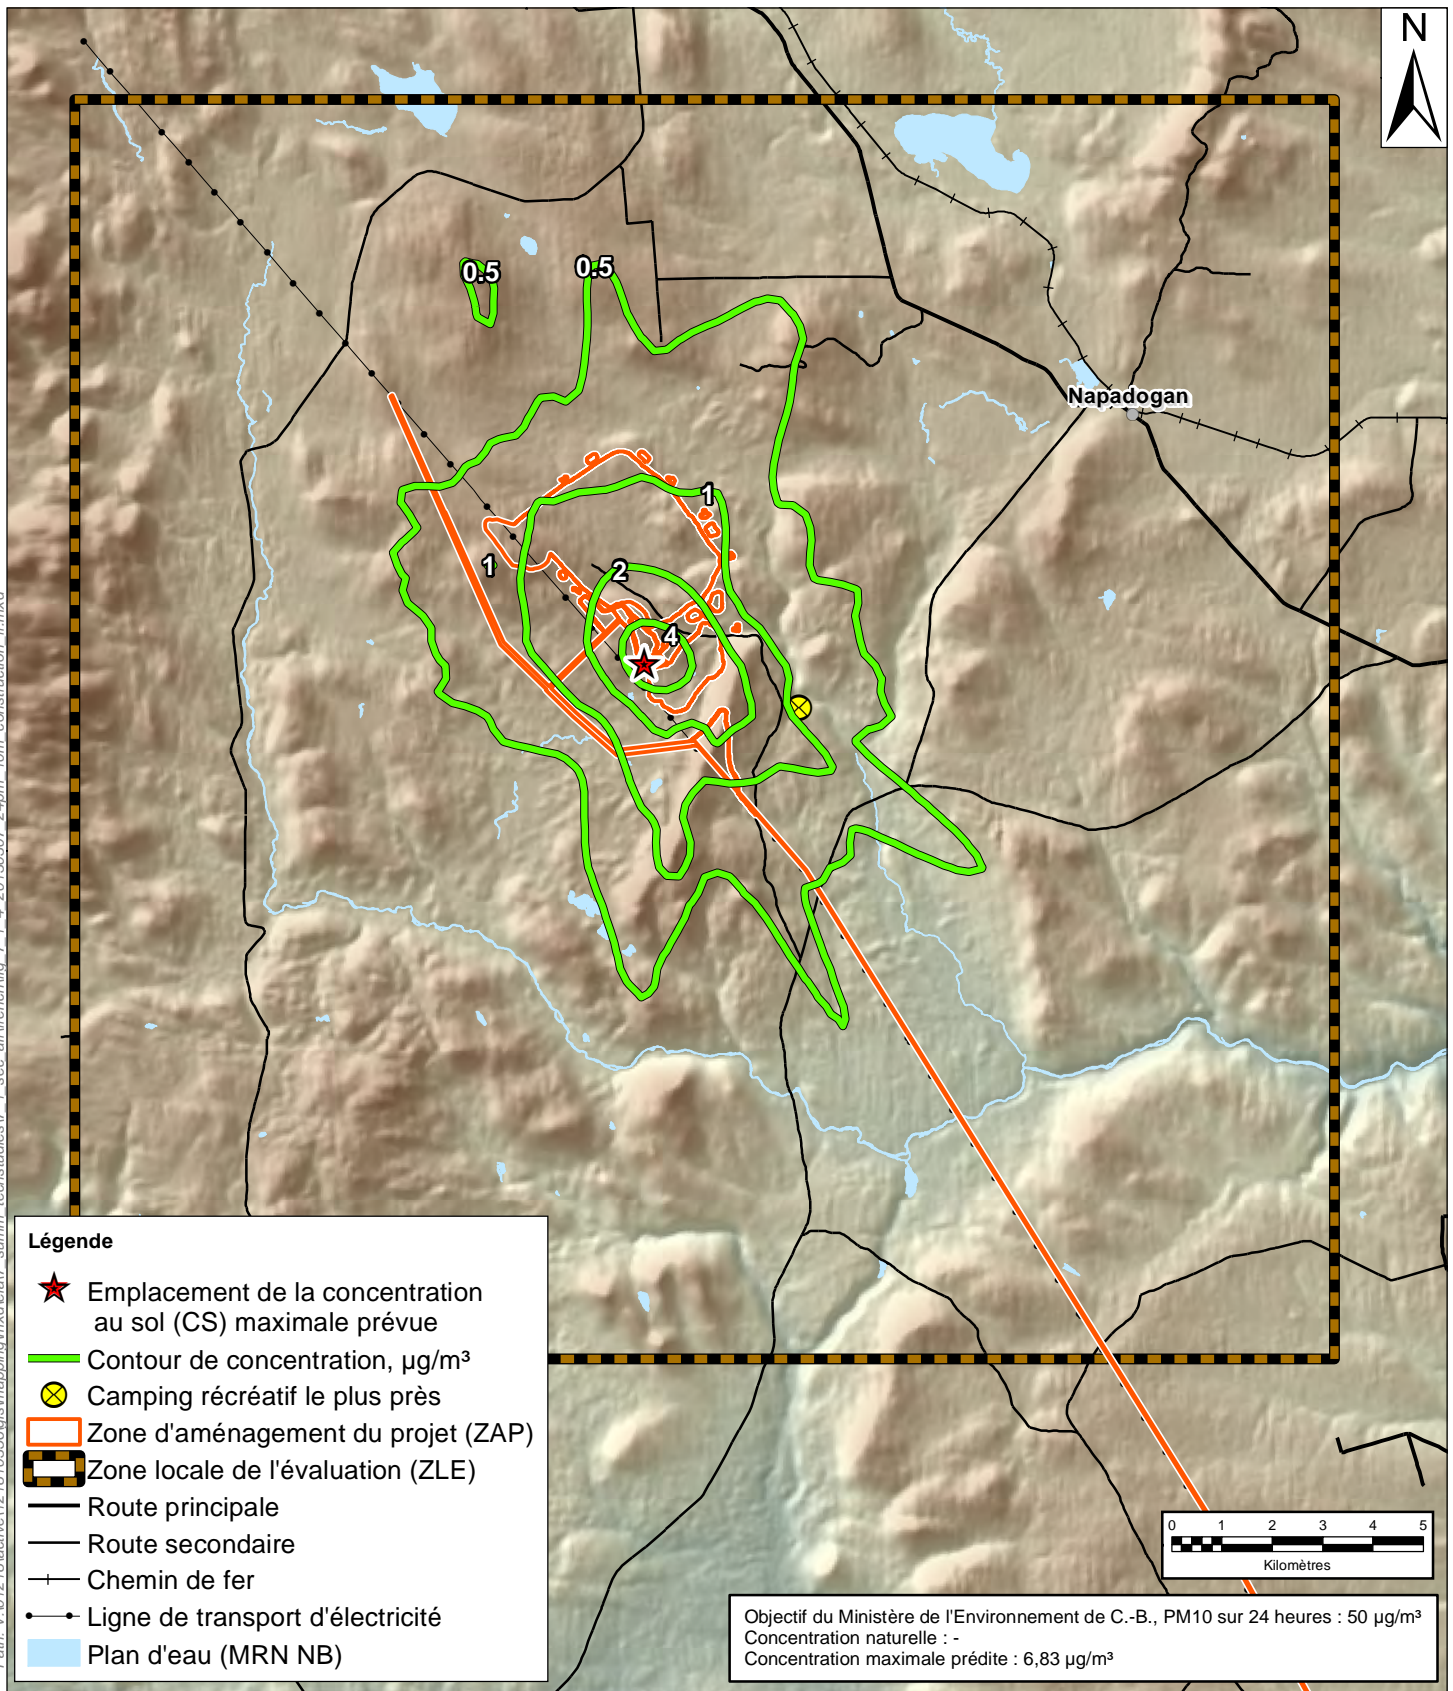 N
0.5
0.5
Napadogan
1
1
2
4
Légende
Emplacement de la concentration
au sol (CS) maximale prévue
Contour de concentration, µg/m³
Camping récréatif le plus près
Zone d'aménagement du projet (ZAP)
Zone locale de l'évaluation (ZLE)
Route principale
Route secondaire
Chemin de fer
Ligne de transport d'électricité
Plan d'eau (MRN NB)
0 1 2 3 4 5
Kilomètres
Objectif du Ministère de l'Environnement de C.-B., PM10 sur 24 heures : 50 µg/m³
Concentration naturelle : -
Concentration maximale prédite : 6,83 µg/m³